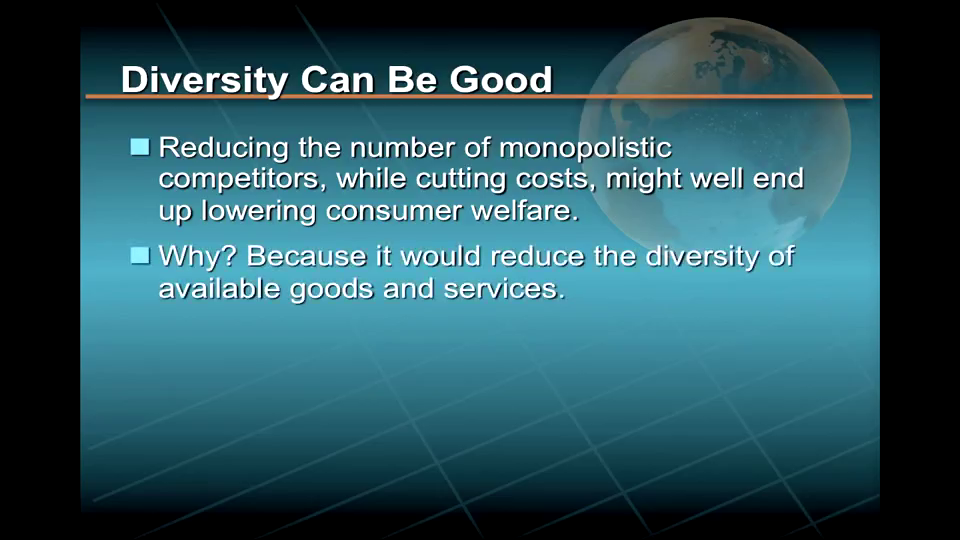 Diversity Can Be Good
Reducing the number of monopolistic
competitors, while cutting costs, might well end
up lowering consumer welfare.
Why? Because it would reduce the diversity of
available goods and services.